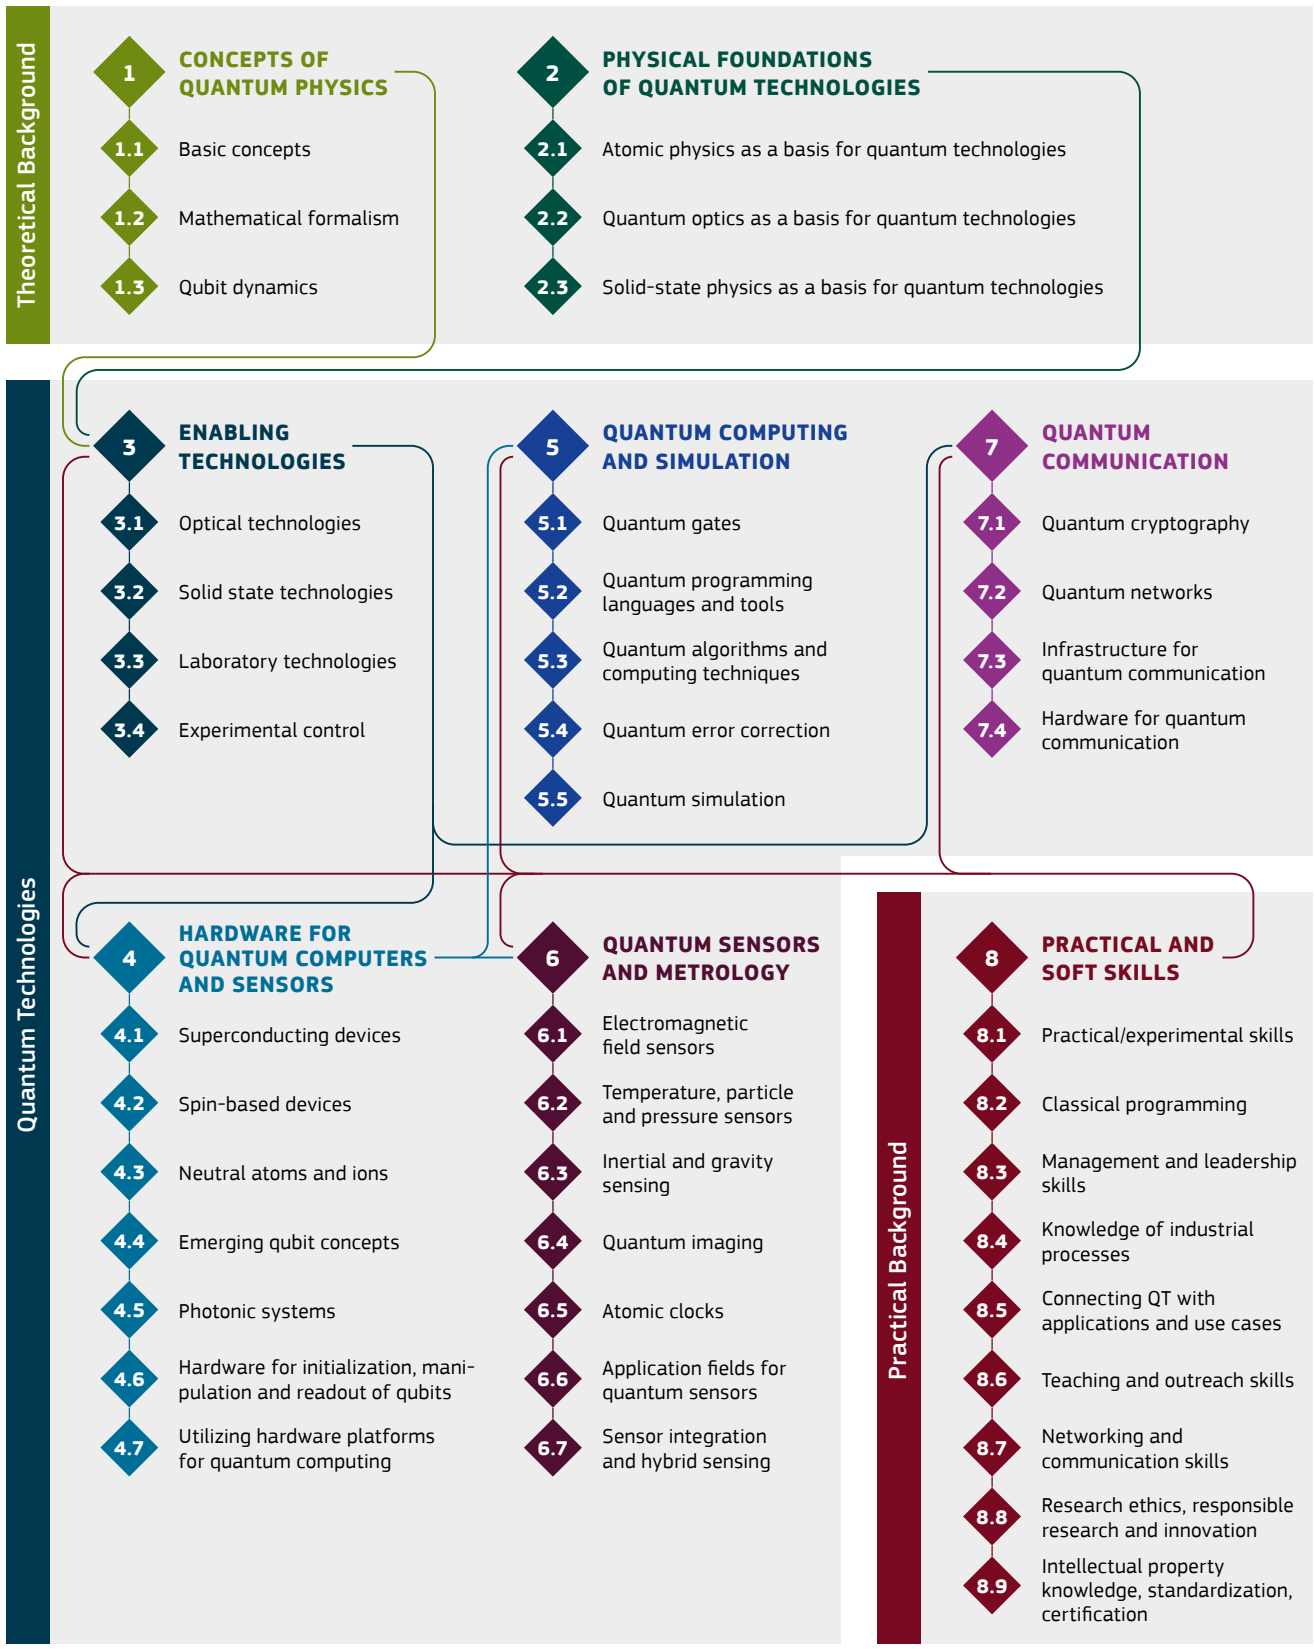 Theoretical Background
1
CONCEPTS OF
QUANTUM PHYSICS
1.1
Basic concepts
1.2
Mathematical formalism
1.3
Qubit dynamics
2
PHYSICAL FOUNDATIONS
OF QUANTUM TECHNOLOGIES
2.1
Atomic physics as a basis for quantum technologies
2.2
Quantum optics as a basis for quantum technologies
2.3
Solid-state physics as a basis for quantum technologies
Quantum Technologies
3
ENABLING
TECHNOLOGIES
3.1
Optical technologies
3.2
Solid state technologies
3.3
Laboratory technologies
3.4
Experimental control
4
HARDWARE FOR
QUANTUM COMPUTERS
AND SENSORS
4.1
Superconducting devices
4.2
Spin-based devices
4.3
Neutral atoms and ions
4.4
Emerging qubit concepts
4.5
Photonic systems
4.6
Hardware for initialization, mani-
pulation and readout of qubits
4.7
Utilizing hardware platforms
for quantum computing
5
QUANTUM COMPUTING
AND SIMULATION
5.1
Quantum gates
5.2
Quantum programming
languages and tools
5.3
Quantum algorithms and
computing techniques
5.4
Quantum error correction
5.5
Quantum simulation
6
QUANTUM SENSORS
AND METROLOGY
6.1
Electromagnetic
field sensors
6.2
Temperature, particle
and pressure sensors
6.3
Inertial and gravity
sensing
6.4
Quantum imaging
6.5
Atomic clocks
6.6
Application fields for
quantum sensors
6.7
Sensor integration
and hybrid sensing
7
QUANTUM
COMMUNICATION
7.1
Quantum cryptography
7.2
Quantum networks
7.3
Infrastructure for
quantum communication
7.4
Hardware for quantum
communication
Practical Background
8
PRACTICAL AND
SOFT SKILLS
8.1
Practical/experimental skills
8.2
Classical programming
8.3
Management and leadership
skills
8.4
Knowledge of industrial
processes
8.5
Connecting QT with
applications and use cases
8.6
Teaching and outreach skills
8.7
Networking and
communication skills
8.8
Research ethics, responsible
research and innovation
8.9
Intellectual property
knowledge, standardization,
certification